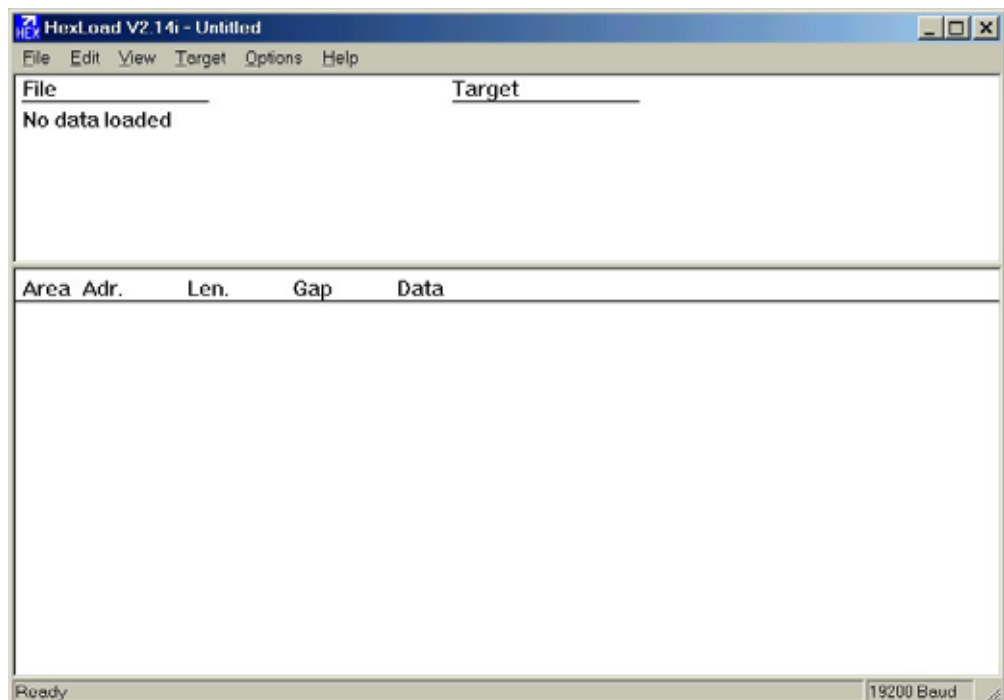 HEX HexLoad V2.14i - Untitled
File Edit View Target Options Help
File Target
No data loaded
Area Adr. Len. Gap Data
Ready 19200 Baud